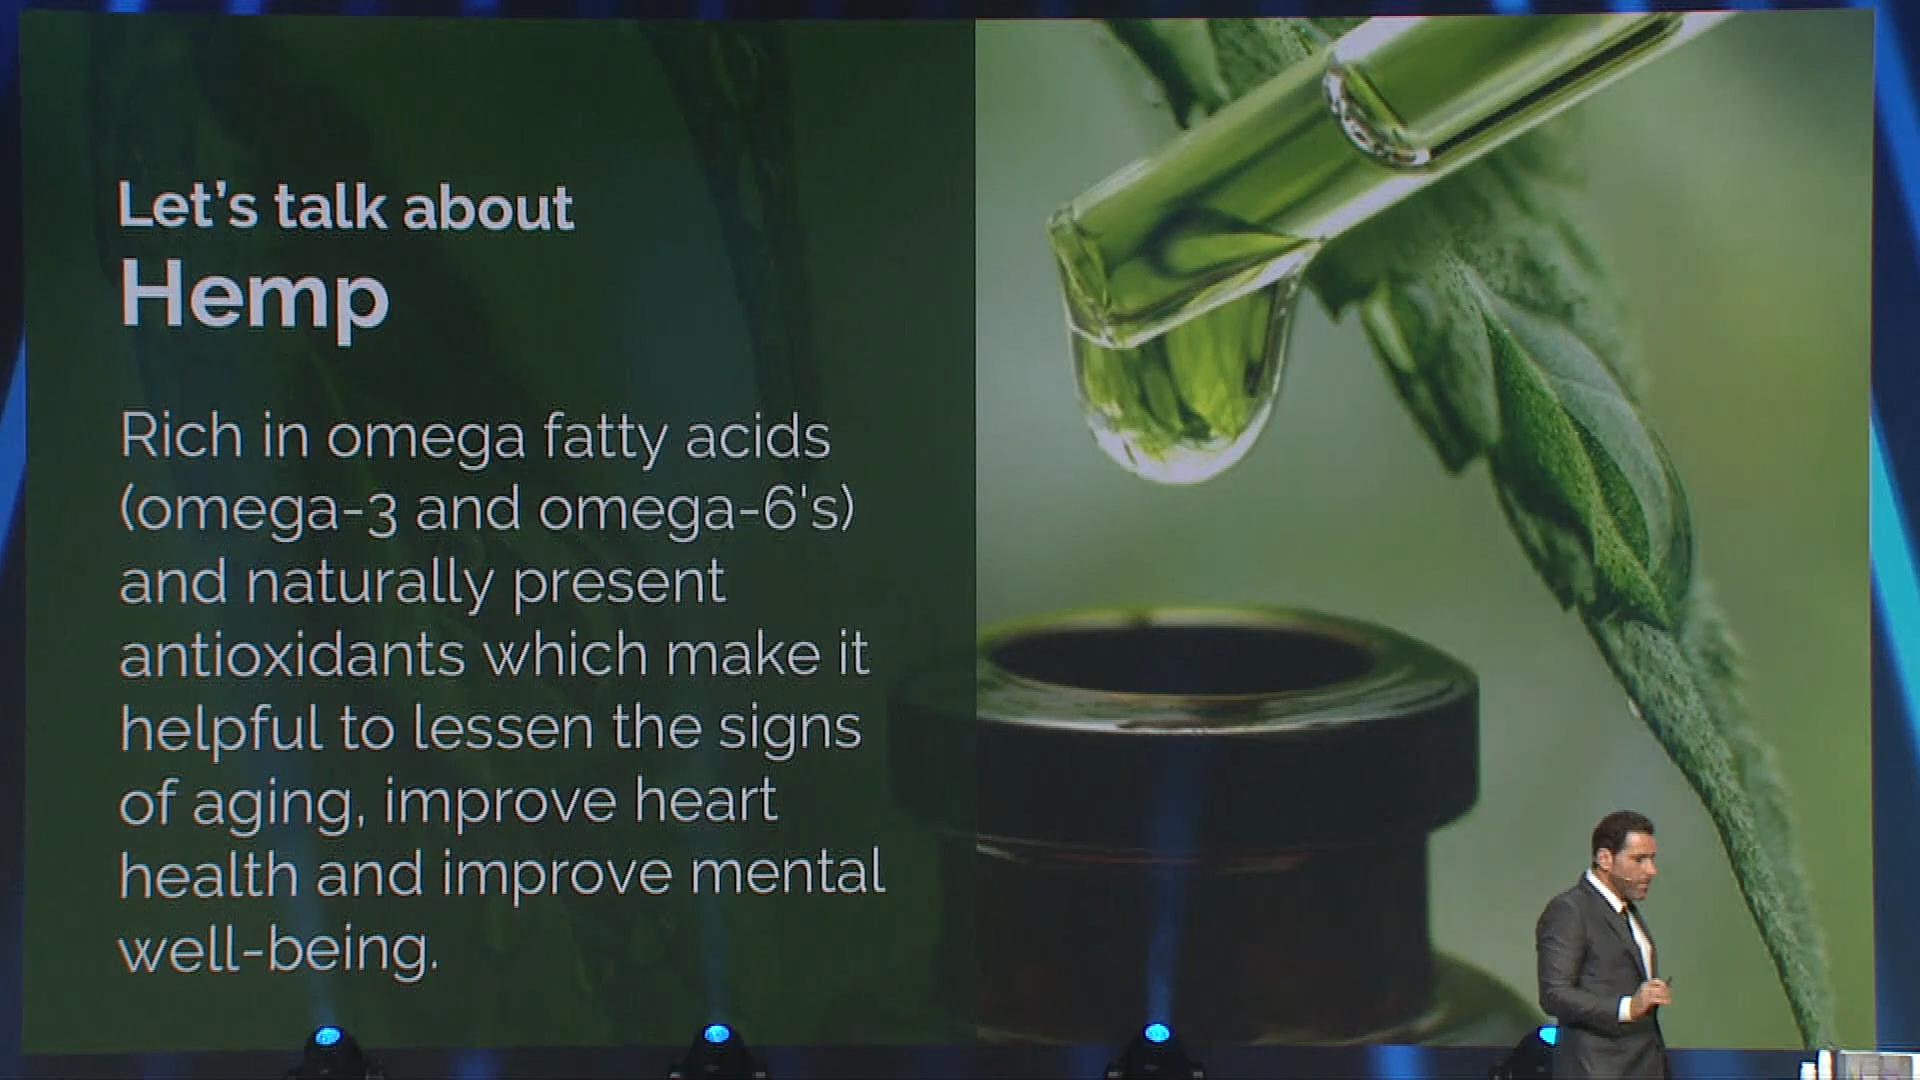 Let's talk about
Hemp
Rich in omega fatty acids
(omega-3 and omega-6's)
and naturally present
antioxidants which make it
helpful to lessen the signs
of aging, improve heart
health and improve mental
well-being.